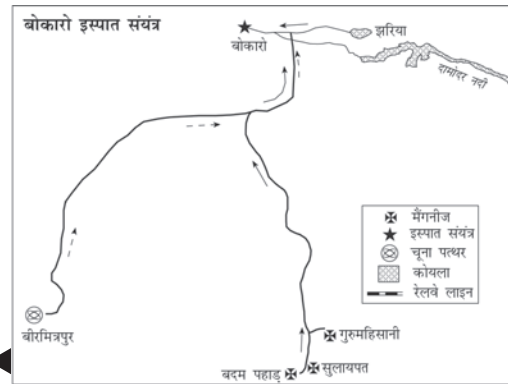 बोकारो इस्पात संयंत्र
झरिया
बोकारो
दामोदर नदी
मैंगनीज
इस्पात संयंत्र
चूना पत्थर
कोयला
रेलवे लाइन
बीरमित्रपुर
गुरुमहिसानी
सुलायपत
बदम पहाड़